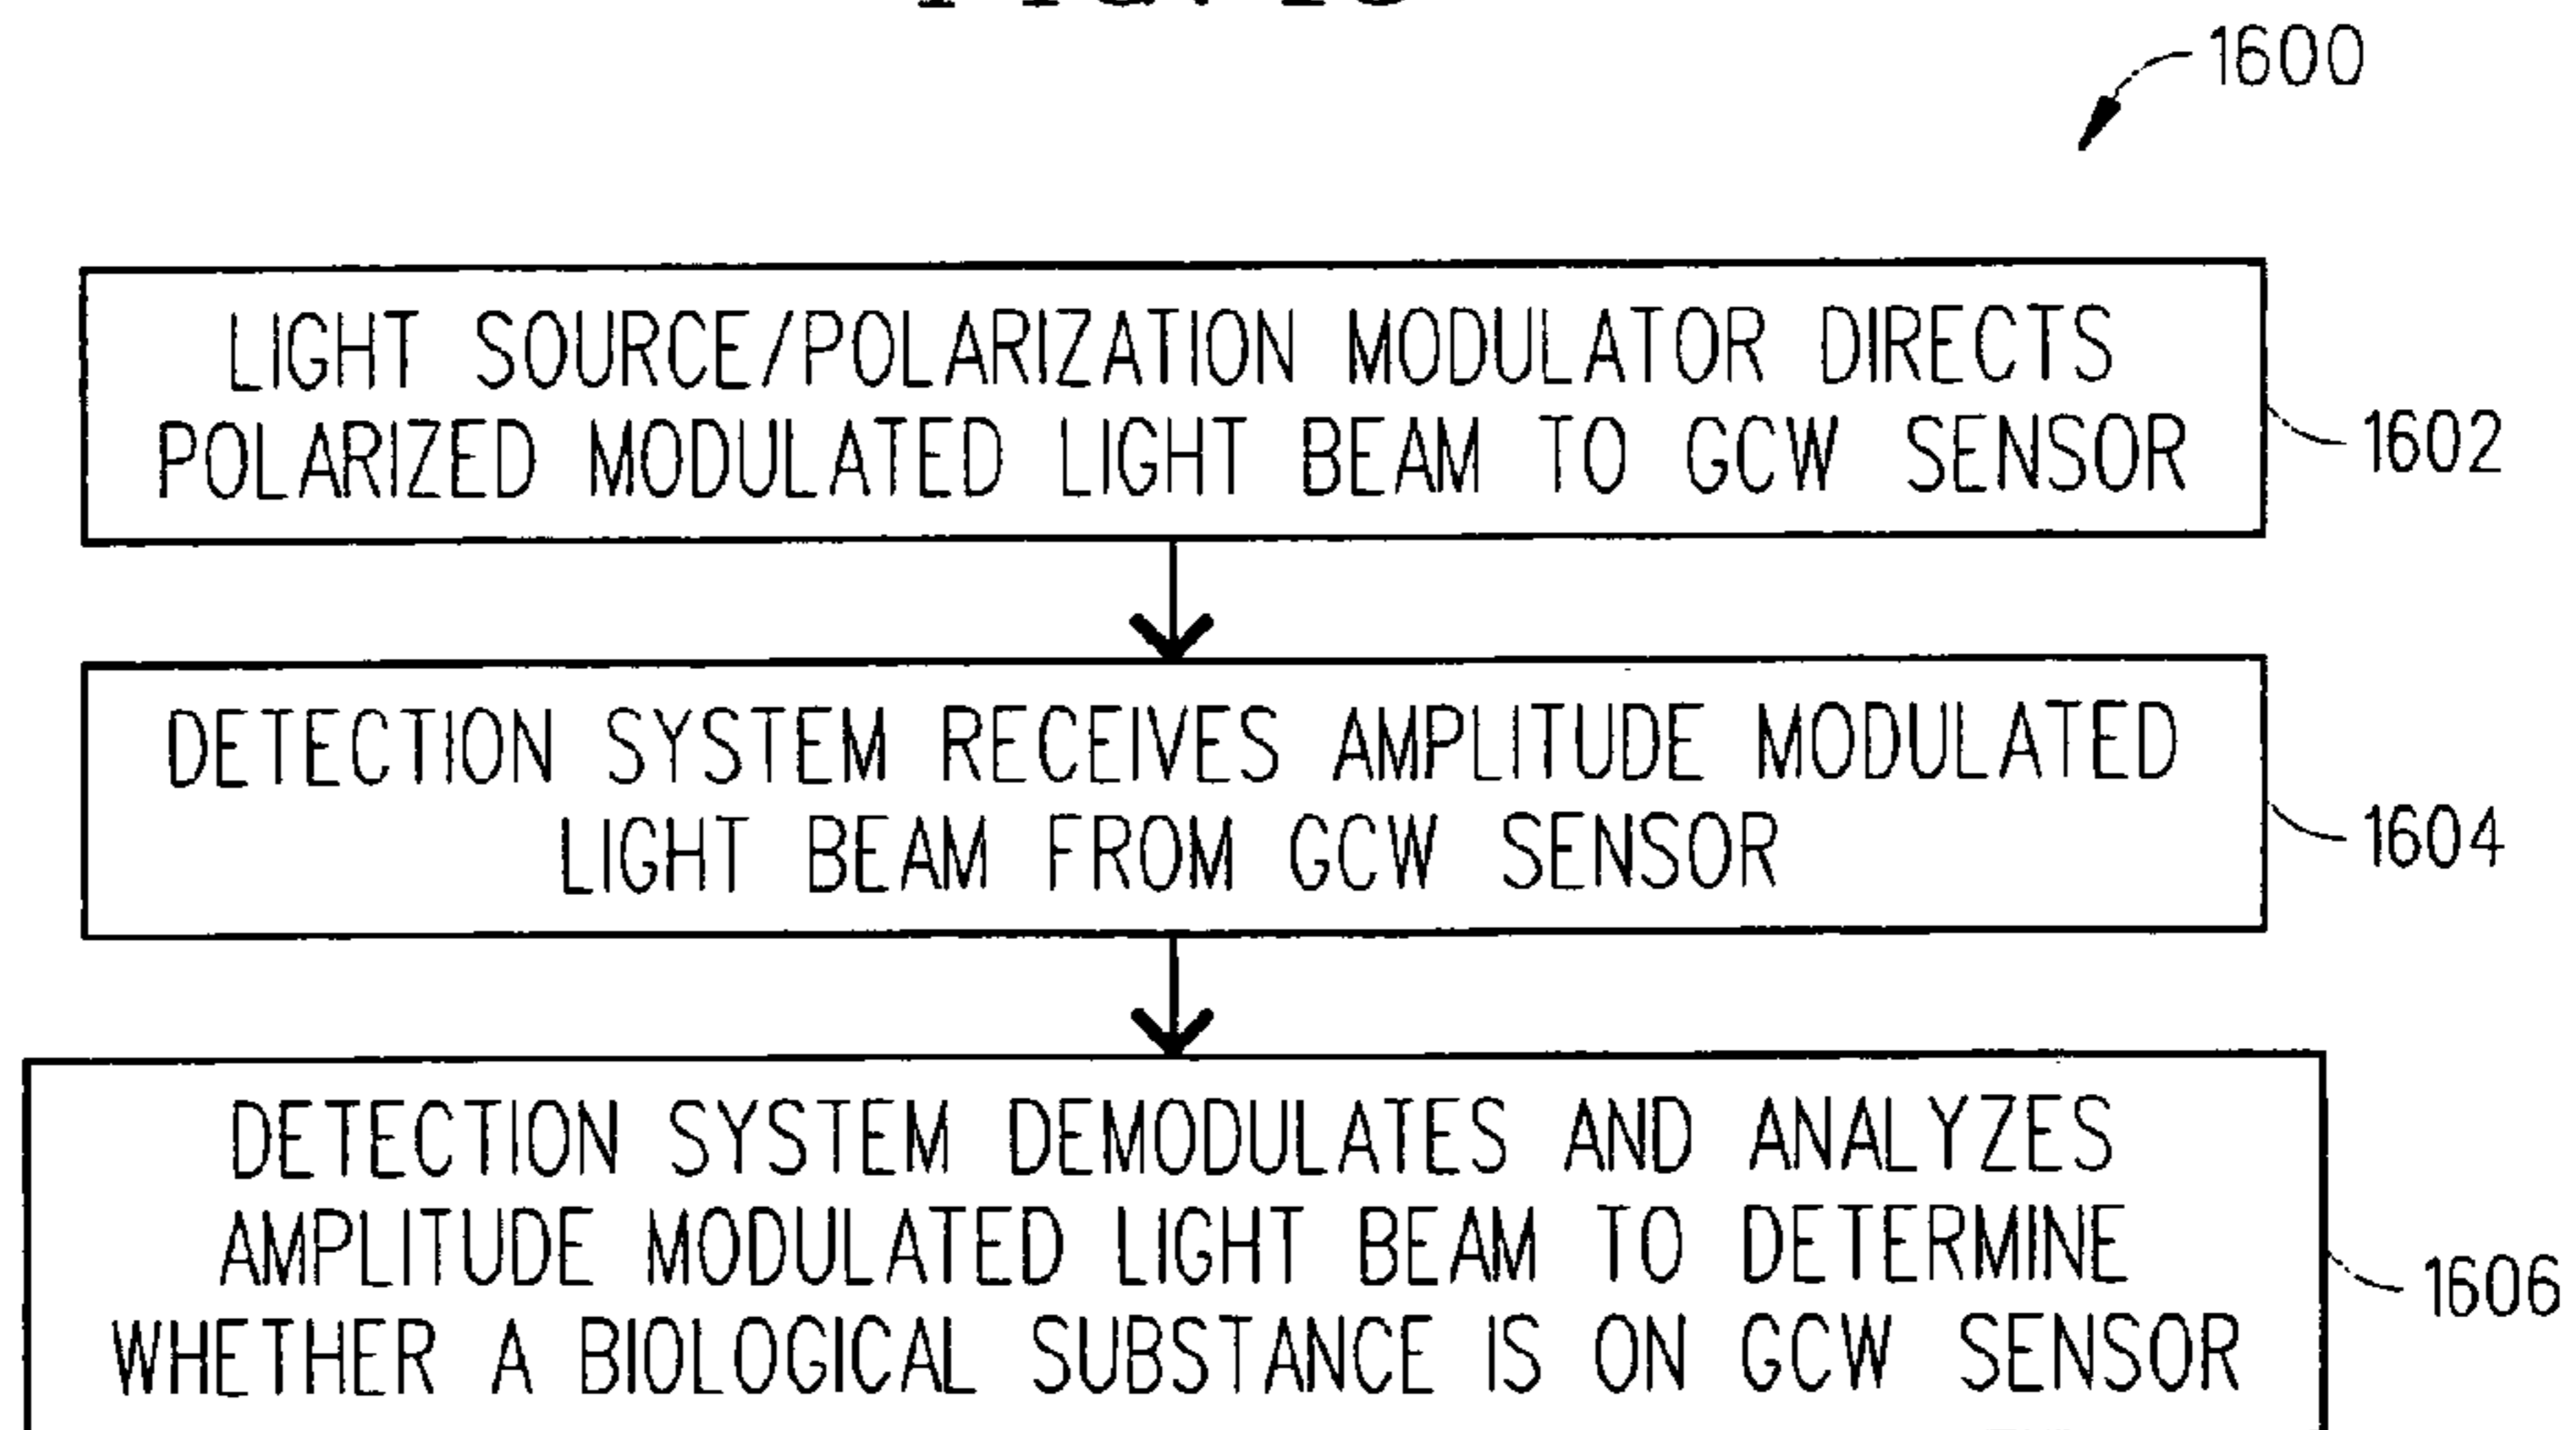 1600
LIGHT SOURCE/POLARIZATION MODULATOR DIRECTS
POLARIZED MODULATED LIGHT BEAM TO GCW SENSOR
1602
DETECTION SYSTEM RECEIVES AMPLITUDE MODULATED
LIGHT BEAM FROM GCW SENSOR
1604
DETECTION SYSTEM DEMODULATES AND ANALYZES
AMPLITUDE MODULATED LIGHT BEAM TO DETERMINE
WHETHER A BIOLOGICAL SUBSTANCE IS ON GCW SENSOR
1606